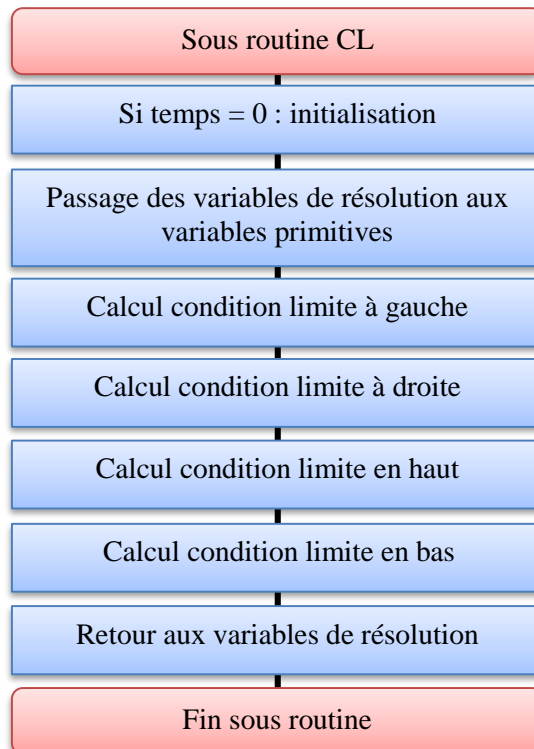 Sous routine CL
Si temps = 0 : initialisation
Passage des variables de résolution aux
variables primitives
Calcul condition limite à gauche
Calcul condition limite à droite
Calcul condition limite en haut
Calcul condition limite en bas
Retour aux variables de résolution
Fin sous routine